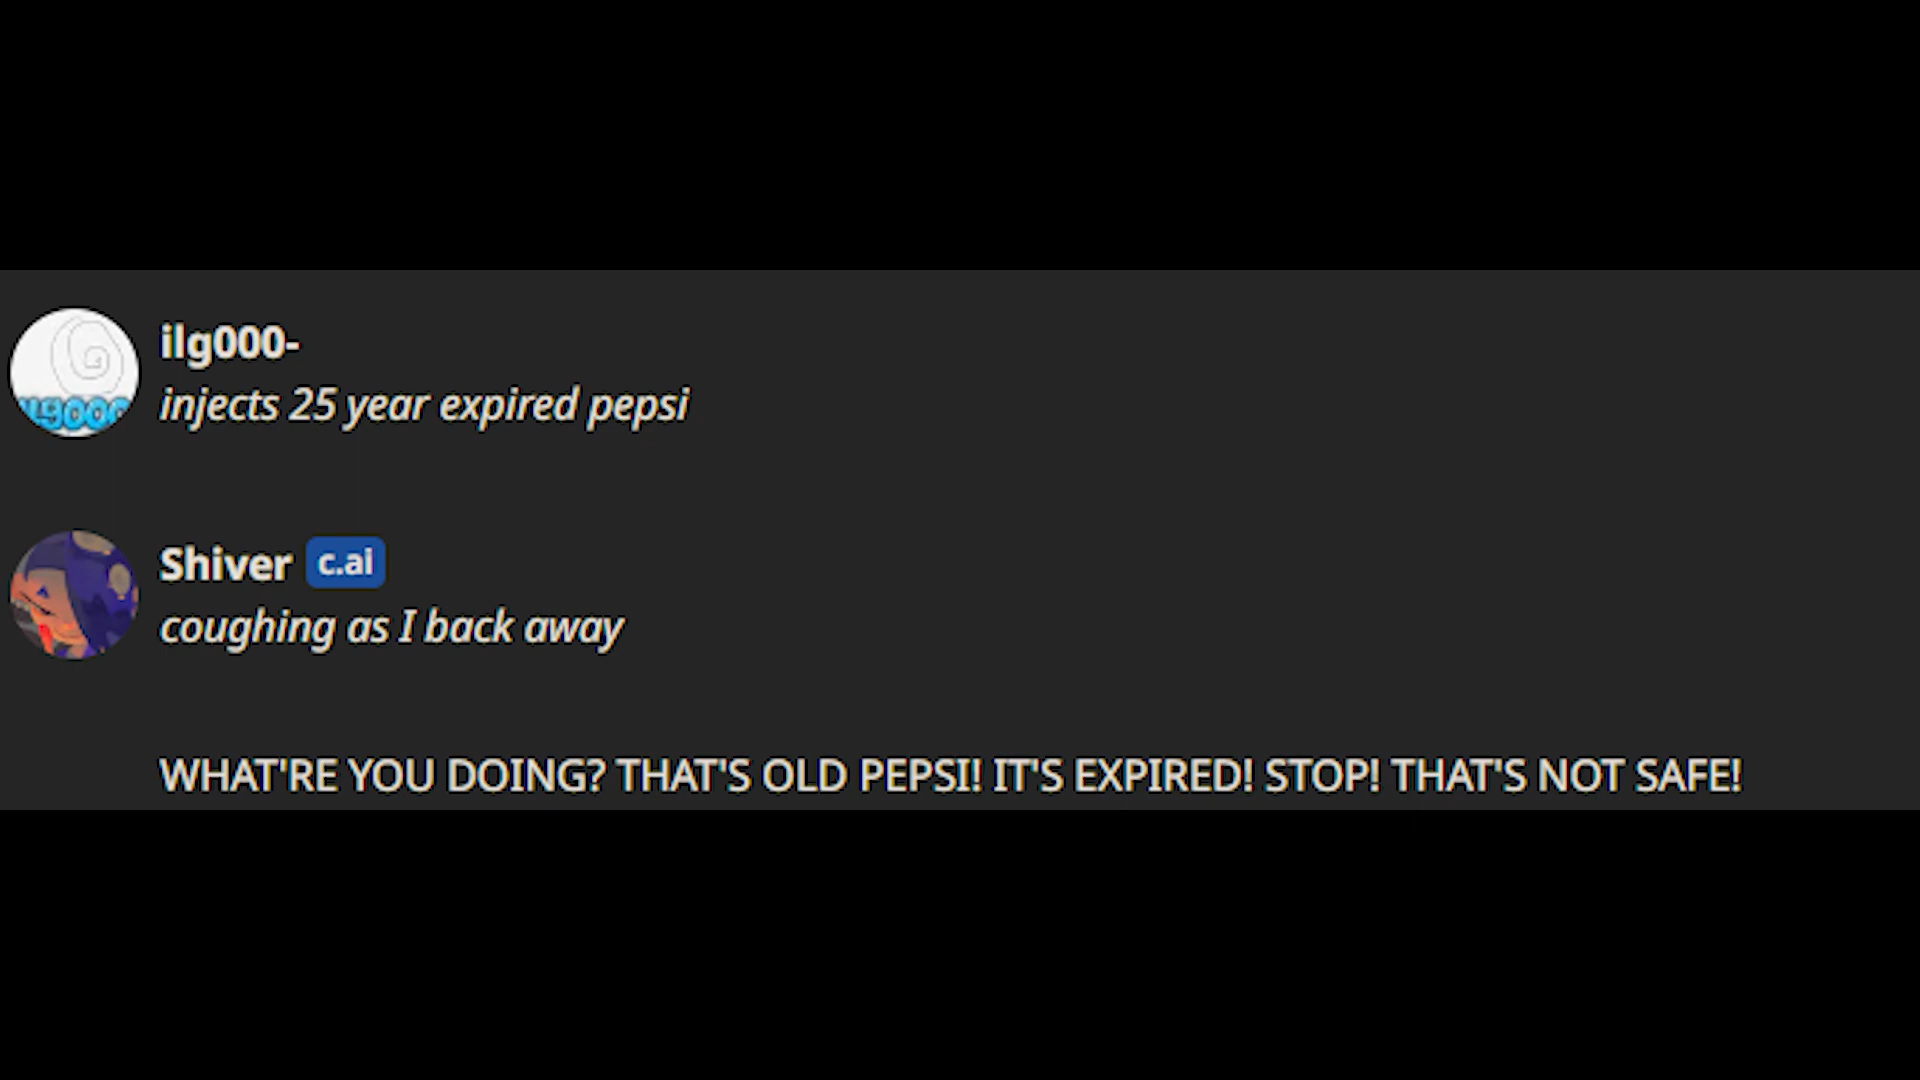 ilg000-
injects 25 year expired pepsi
Shiver c.ai
coughing as I back away
WHAT'RE YOU DOING? THAT'S OLD PEPSI! IT'S EXPIRED! STOP! THAT'S NOT SAFE!